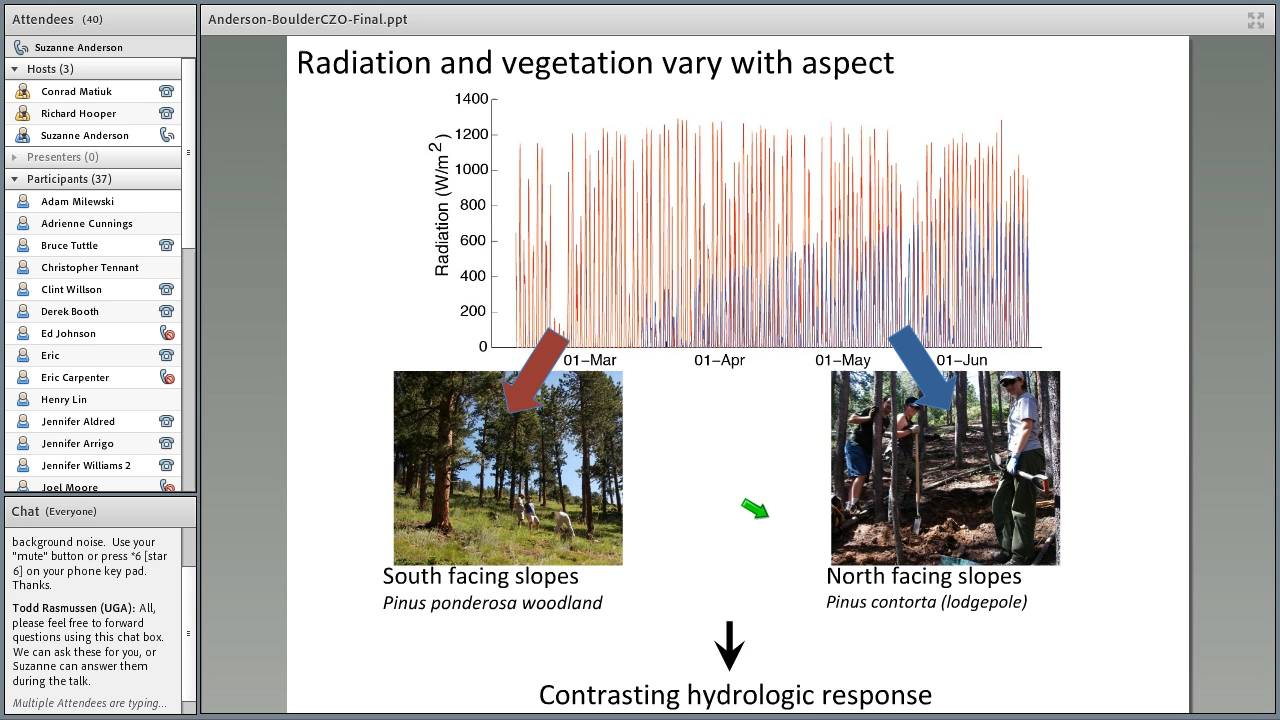 Attendees (40)
Suzanne Anderson
Hosts (3)
Conrad Matiuk
Richard Hooper
Suzanne Anderson
Presenters (0)
Participants (37)
Adam Milewski
Adrienne Cunnings
Bruce Tuttle
Christopher Tennant
Clint Willson
Derek Booth
Ed Johnson
Eric
Eric Carpenter
Henry Lin
Jennifer Aldred
Jennifer Arrigo
Jennifer Williams 2
Joel Moore
Chat (Everyone)
background noise. Use your
"mute" button or press *6 [star
6] on your phone key pad.
Thanks.
Todd Rasmussen (UGA): All,
please feel free to forward
questions using this chat box.
We can ask these for you, or
Suzanne can answer them
during the talk.
Multiple Attendees are typing...
Anderson-BoulderCZO-Final.ppt
Radiation and vegetation vary with aspect
Radiation (W/m2)
1400
1200
1000
800
600
400
200
0
01–Mar 01–Apr 01–May 01–Jun
South facing slopes
Pinus ponderosa woodland
North facing slopes
Pinus contorta (lodgepole)
Contrasting hydrologic response